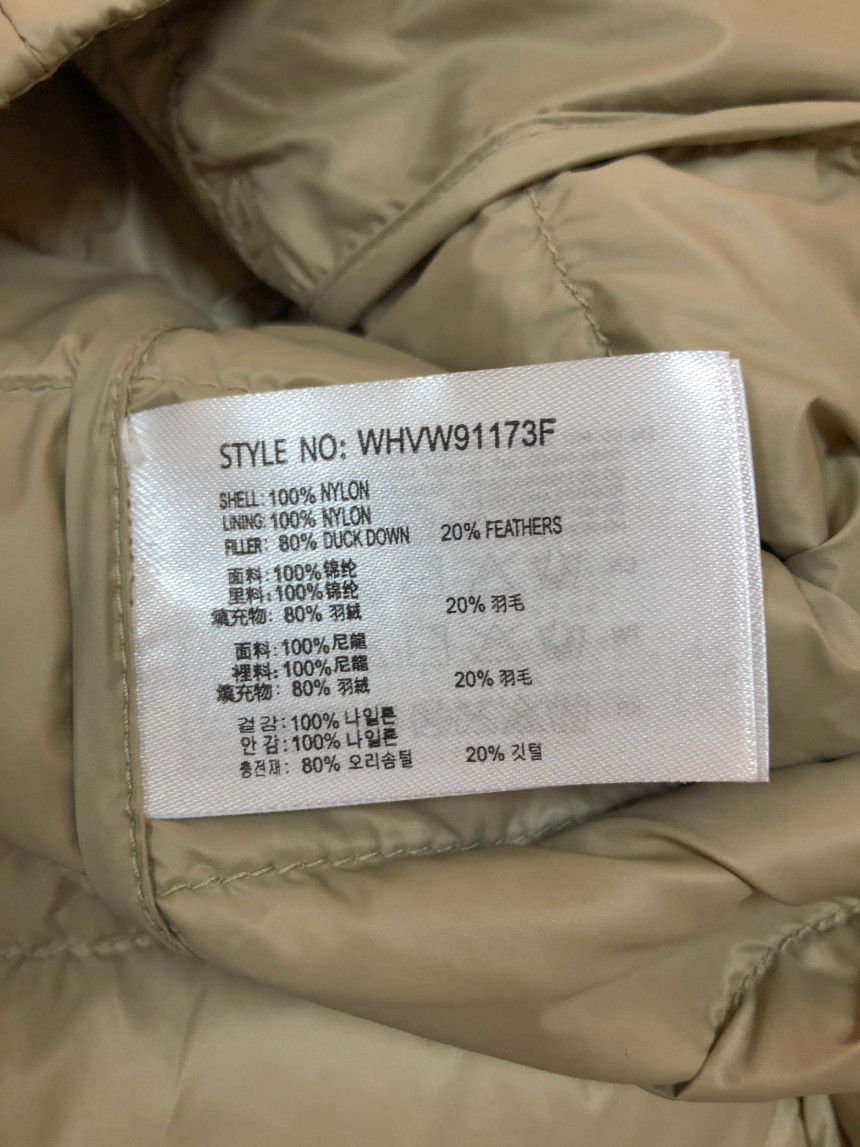 STYLE NO: WHVW91173F
SHELL: 100% NYLON
LINING: 100% NYLON
FILLER: 80% DUCK DOWN 20% FEATHERS
面料: 100%锦纶
里料: 100%锦纶
填充物: 80% 羽絨 20% 羽毛
面料: 100%尼龍
裡料: 100%尼龍
填充物: 80% 羽絨 20% 羽毛
겉감: 100% 나일론
안감: 100% 나일론
충전재: 80% 오리솜털 20% 깃털